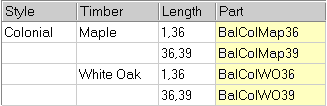 Style Timber Length Part
Colonial Maple 1,36 BalColMap36
36,39 BalColMap39
White Oak 1,36 BalColWO36
36,39 BalColWO39